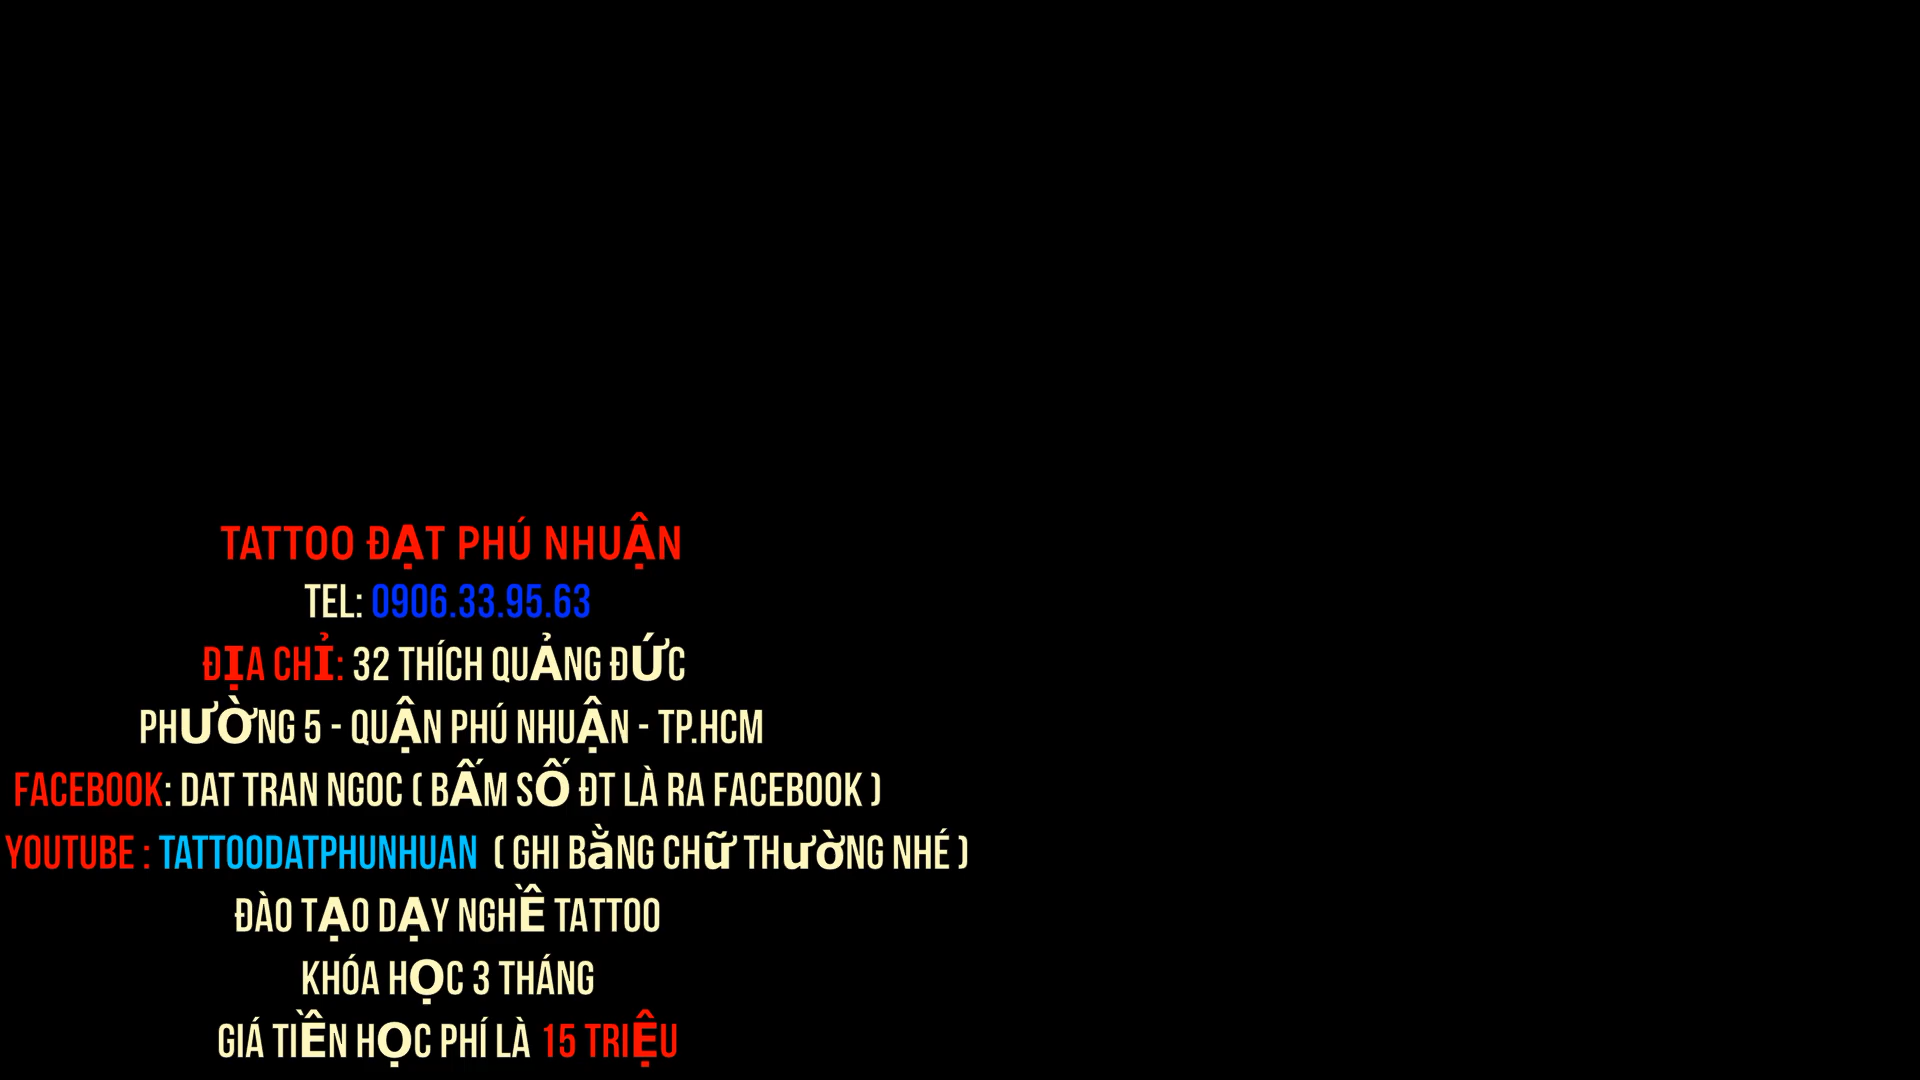 TATTOO ĐẠT PHÚ NHUẬN
TEL: 0906.33.95.63
ĐỊA CHỈ: 32 THÍCH QUẢNG ĐỨC
PHƯỜNG 5 - QUẬN PHÚ NHUẬN - TP.HCM
FACEBOOK: DAT TRAN NGOC ( BẤM SỐ ĐT LÀ RA FACEBOOK )
YOUTUBE : TATTOODATPHUNHUAN ( GHI BằNG CHữ THườNG NHÉ )
ĐÀO TẠO DẠY NGHỀ TATTOO
KHÓA HỌC 3 THÁNG
GIÁ TIỀN HỌC PHÍ LÀ 15 TRIỆU